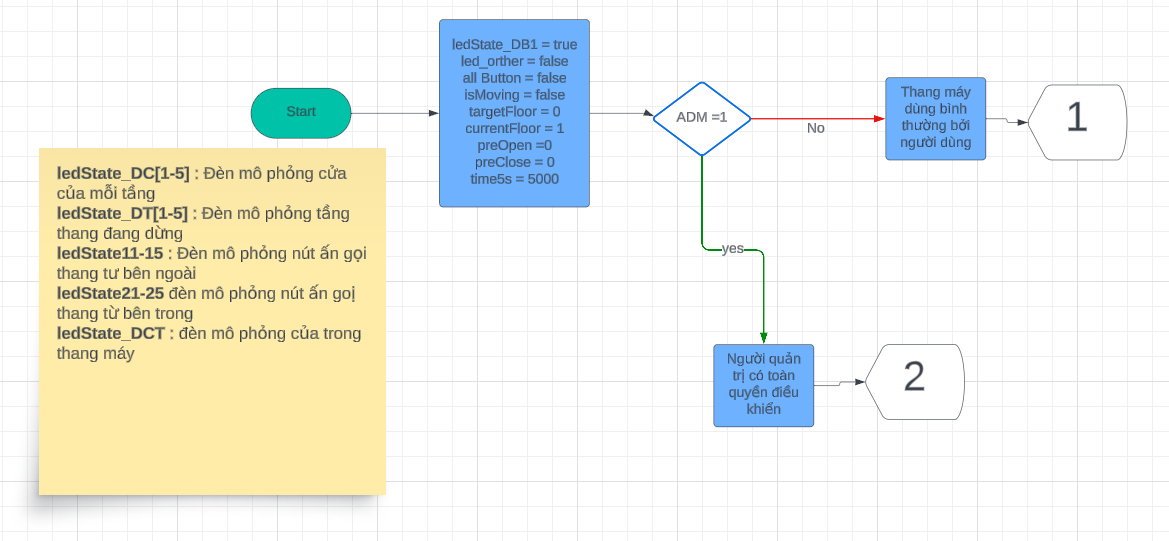 Start
ledState_DB1 = true
led_orther = false
all Button = false
isMoving = false
targetFloor = 0
currentFloor = 1
preOpen =0
preClose = 0
time5s = 5000
ADM =1
No
Thang máy
dùng bình
thường bởi
người dùng
1
yes
Người quản
trị có toàn
quyền điều
khiển
2
ledState_DC[1-5] : Đèn mô phỏng cửa
của mỗi tầng
ledState_DT[1-5] : Đèn mô phỏng tầng
thang đang dừng
ledState11-15 : Đèn mô phỏng nút ấn gọi
thang tư bên ngoài
ledState21-25 đèn mô phỏng nút ấn goị
thang từ bên trong
ledState_DCT : đèn mô phỏng của trong
thang máy